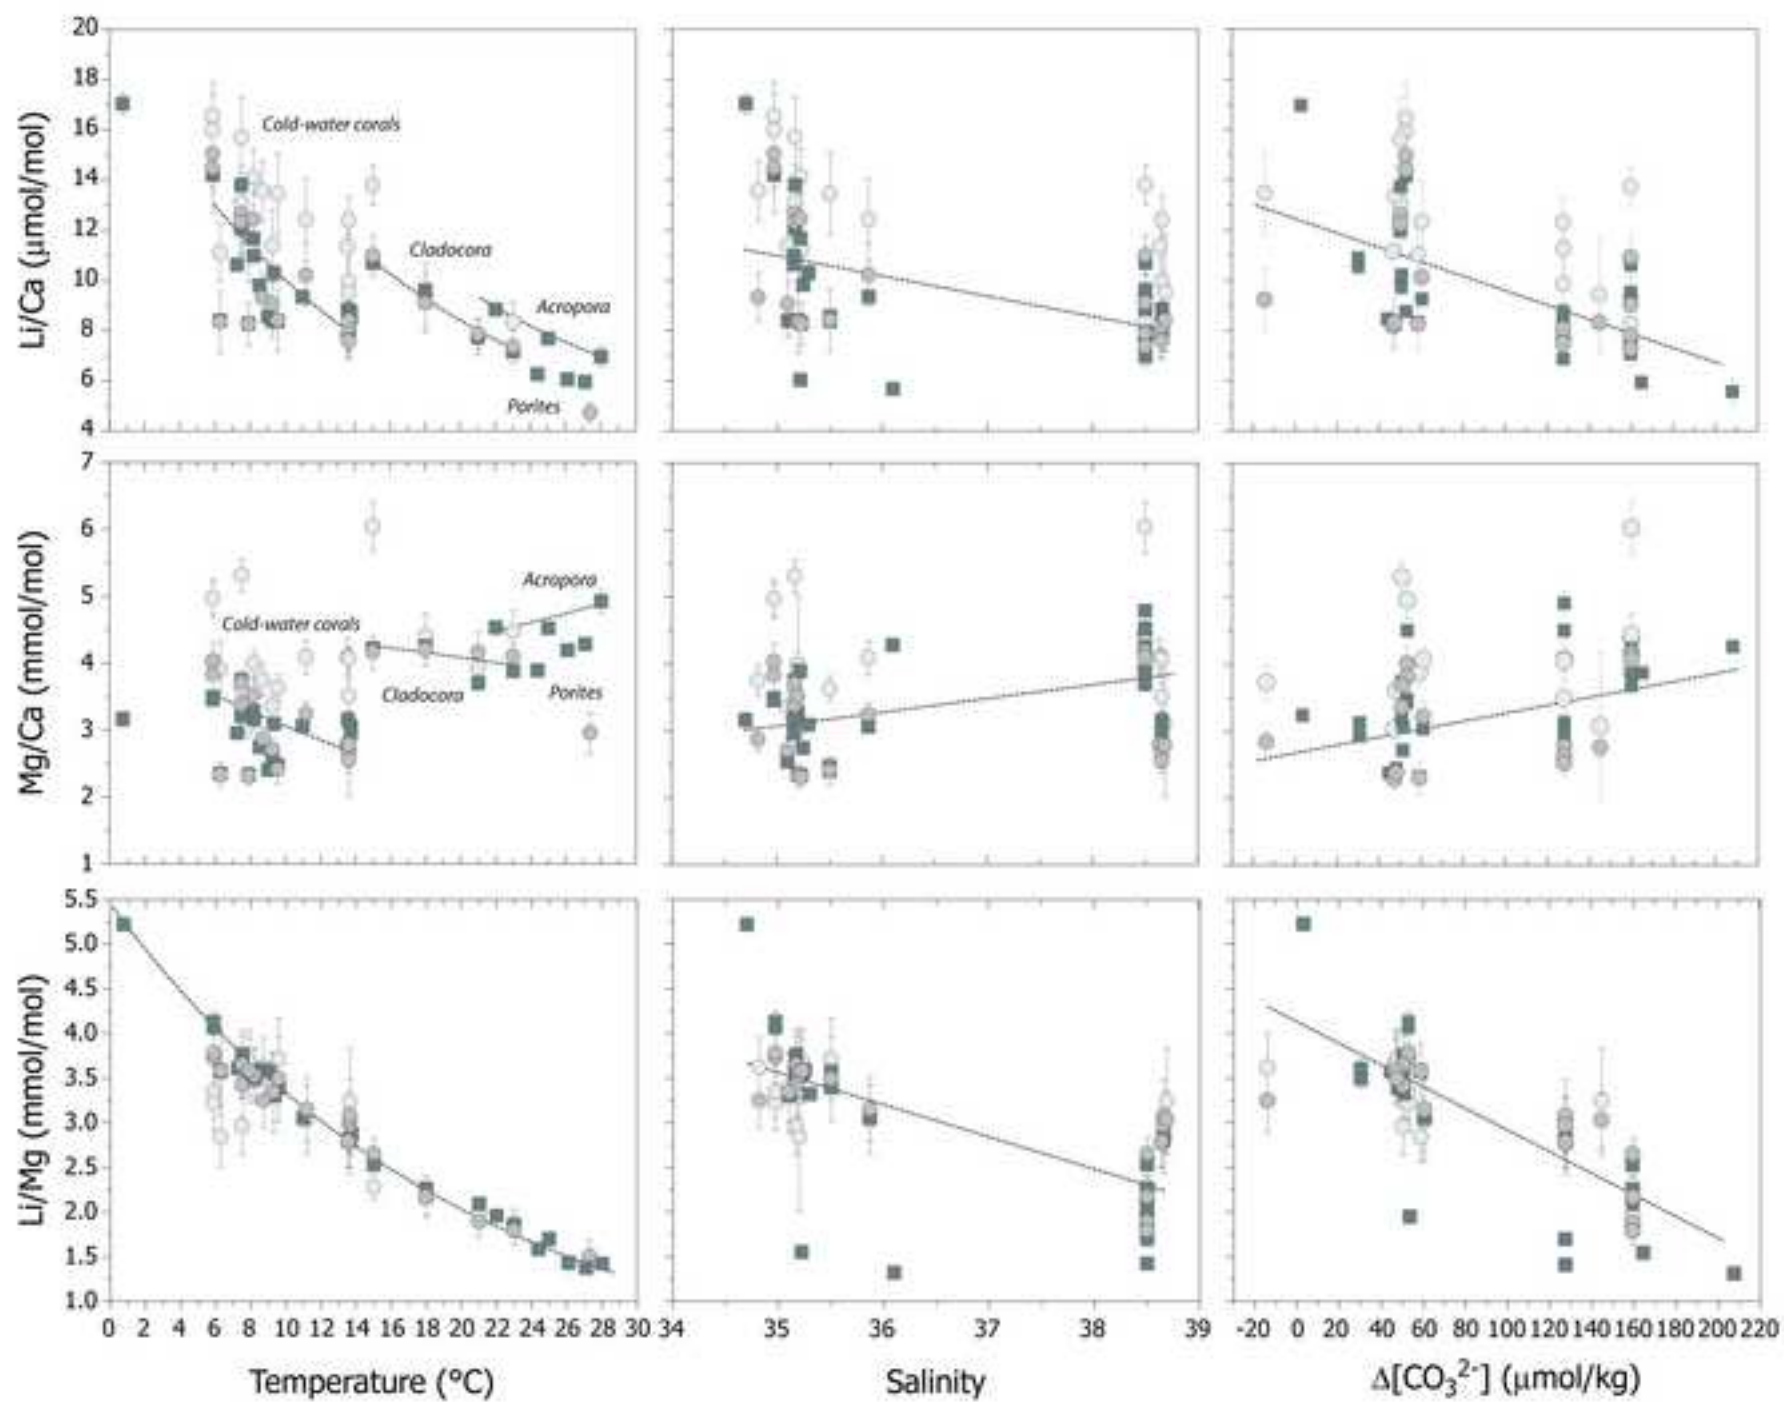 20
18
16
14
12
10
8
6
4
Li/Ca (μmol/mol)
Cold-water corals
Cladocora
Acropora
Porites
7
6
5
4
3
2
1
Mg/Ca (mmol/mol)
Acropora
Cold-water corals
Cladocora
Porites
5.5
5.0
4.5
4.0
3.5
3.0
2.5
2.0
1.5
1.0
Li/Mg (mmol/mol)
0 2 4 6 8 10 12 14 16 18 20 22 24 26 28 30
34 35 36 37 38 39
-20 0 20 40 60 80 100 120 140 160 180 200 220
Temperature (°C)
Salinity
Δ[CO₃²⁻] (μmol/kg)